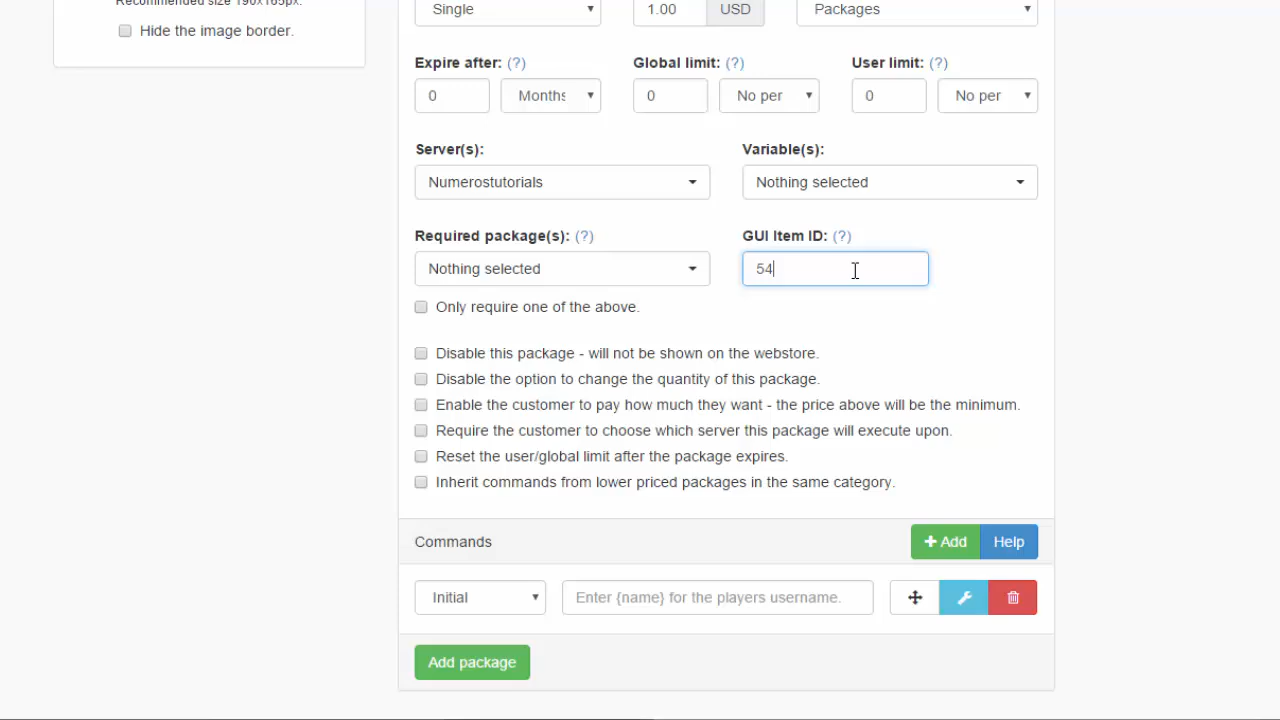 Recommended size 190x165px.
Hide the image border.
Single 1.00 USD Packages
Expire after: (?) Global limit: (?) User limit: (?)
0 Months 0 No per 0 No per
Server(s): Variable(s):
Numerostutorials Nothing selected
Required package(s): (?) GUI Item ID: (?)
Nothing selected 54
Only require one of the above.
Disable this package - will not be shown on the webstore.
Disable the option to change the quantity of this package.
Enable the customer to pay how much they want - the price above will be the minimum.
Require the customer to choose which server this package will execute upon.
Reset the user/global limit after the package expires.
Inherit commands from lower priced packages in the same category.
Commands + Add Help
Initial Enter {name} for the players username.
Add package